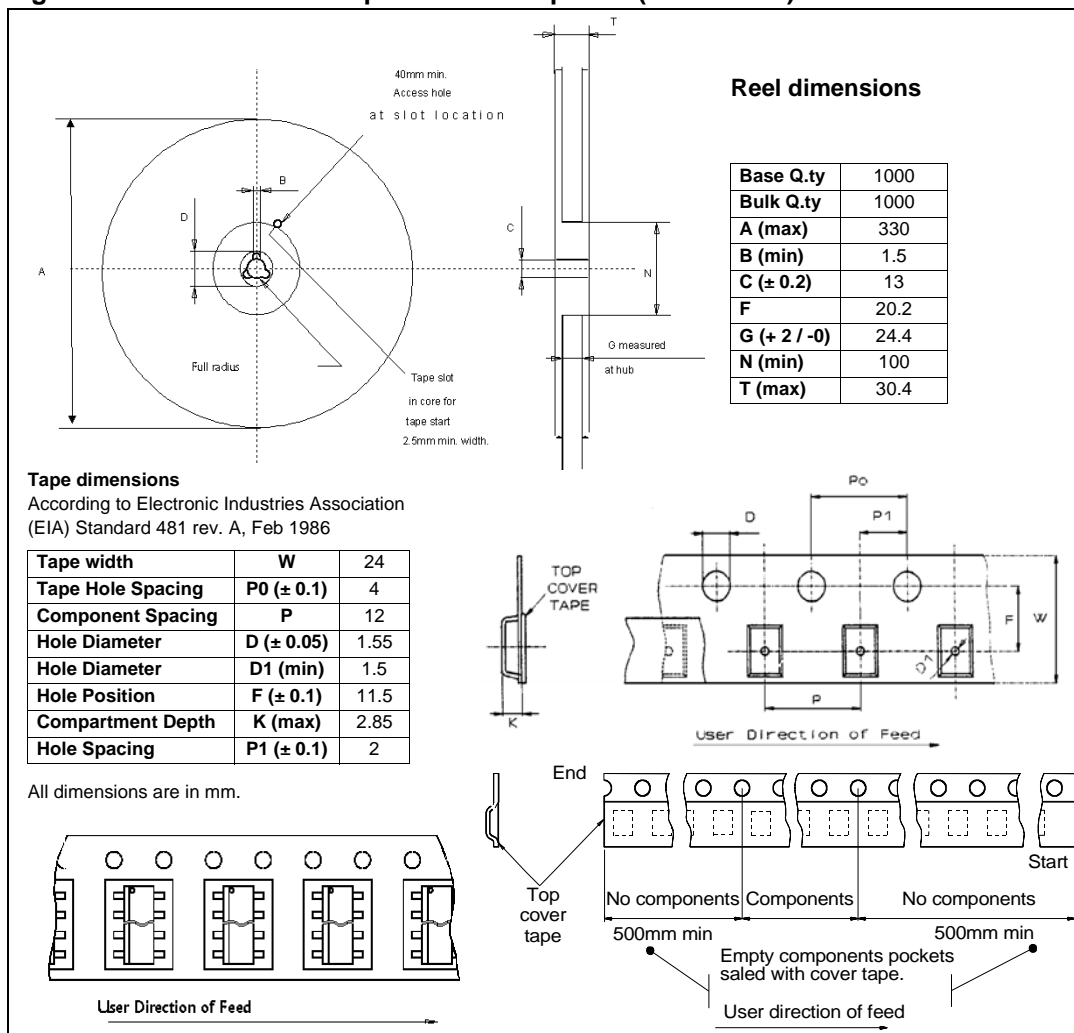 T
40mm min.
Access hole
at slot location
B
D
A
C
N
Full radius
Tape slot
in core for
tape start
2.5mm min. width.
G measured
at hub
Reel dimensions
Base Q.ty 1000
Bulk Q.ty 1000
A (max) 330
B (min) 1.5
C (± 0.2) 13
F 20.2
G (+ 2 / -0) 24.4
N (min) 100
T (max) 30.4
Tape dimensions
According to Electronic Industries Association
(EIA) Standard 481 rev. A, Feb 1986
Tape width W 24
Tape Hole Spacing P0 (± 0.1) 4
Component Spacing P 12
Hole Diameter D (± 0.05) 1.55
Hole Diameter D1 (min) 1.5
Hole Position F (± 0.1) 11.5
Compartment Depth K (max) 2.85
Hole Spacing P1 (± 0.1) 2
All dimensions are in mm.
Po
D
P1
TOP
COVER
TAPE
F
W
D1
K
P
User Direction of Feed
End
Start
Top
cover
tape
No components
Components
No components
500mm min
500mm min
Empty components pockets
saled with cover tape.
User direction of feed
User Direction of Feed